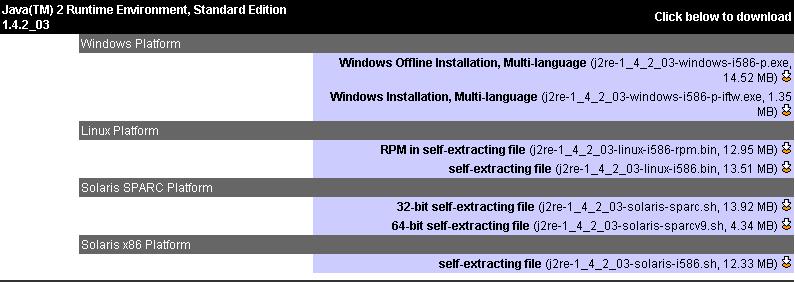 Java(TM) 2 Runtime Environment, Standard Edition
1.4.2_03
Click below to download
Windows Platform
Windows Offline Installation, Multi-language (j2re-1_4_2_03-windows-i586-p.exe,
14.52 MB)
Windows Installation, Multi-language (j2re-1_4_2_03-windows-i586-p-iftw.exe, 1.35
MB)
Linux Platform
RPM in self-extracting file (j2re-1_4_2_03-linux-i586-rpm.bin, 12.95 MB)
self-extracting file (j2re-1_4_2_03-linux-i586.bin, 13.51 MB)
Solaris SPARC Platform
32-bit self-extracting file (j2re-1_4_2_03-solaris-sparc.sh, 13.92 MB)
64-bit self-extracting file (j2re-1_4_2_03-solaris-sparcv9.sh, 4.34 MB)
Solaris x86 Platform
self-extracting file (j2re-1_4_2_03-solaris-i586.sh, 12.33 MB)